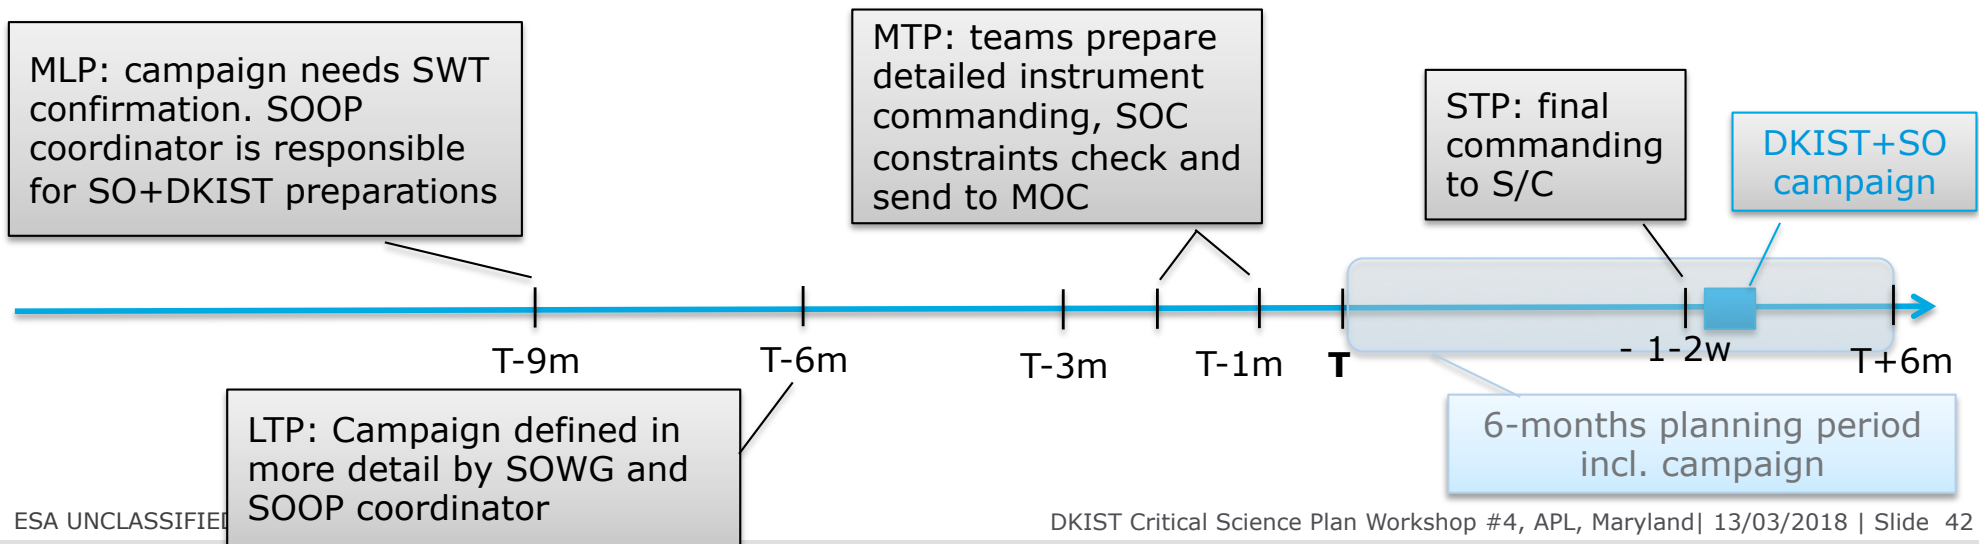 MLP: campaign needs SWT
confirmation. SOOP
coordinator is responsible
for SO+DKIST preparations
MTP: teams prepare
detailed instrument
commanding, SOC
constraints check and
send to MOC
STP: final
commanding
to S/C
DKIST+SO
campaign
T-9m
T-6m
T-3m
T-1m
T
- 1-2w
T+6m
LTP: Campaign defined in
more detail by SOWG and
SOOP coordinator
6-months planning period
incl. campaign
ESA UNCLASSIFIED
DKIST Critical Science Plan Workshop #4, APL, Maryland| 13/03/2018 | Slide 42